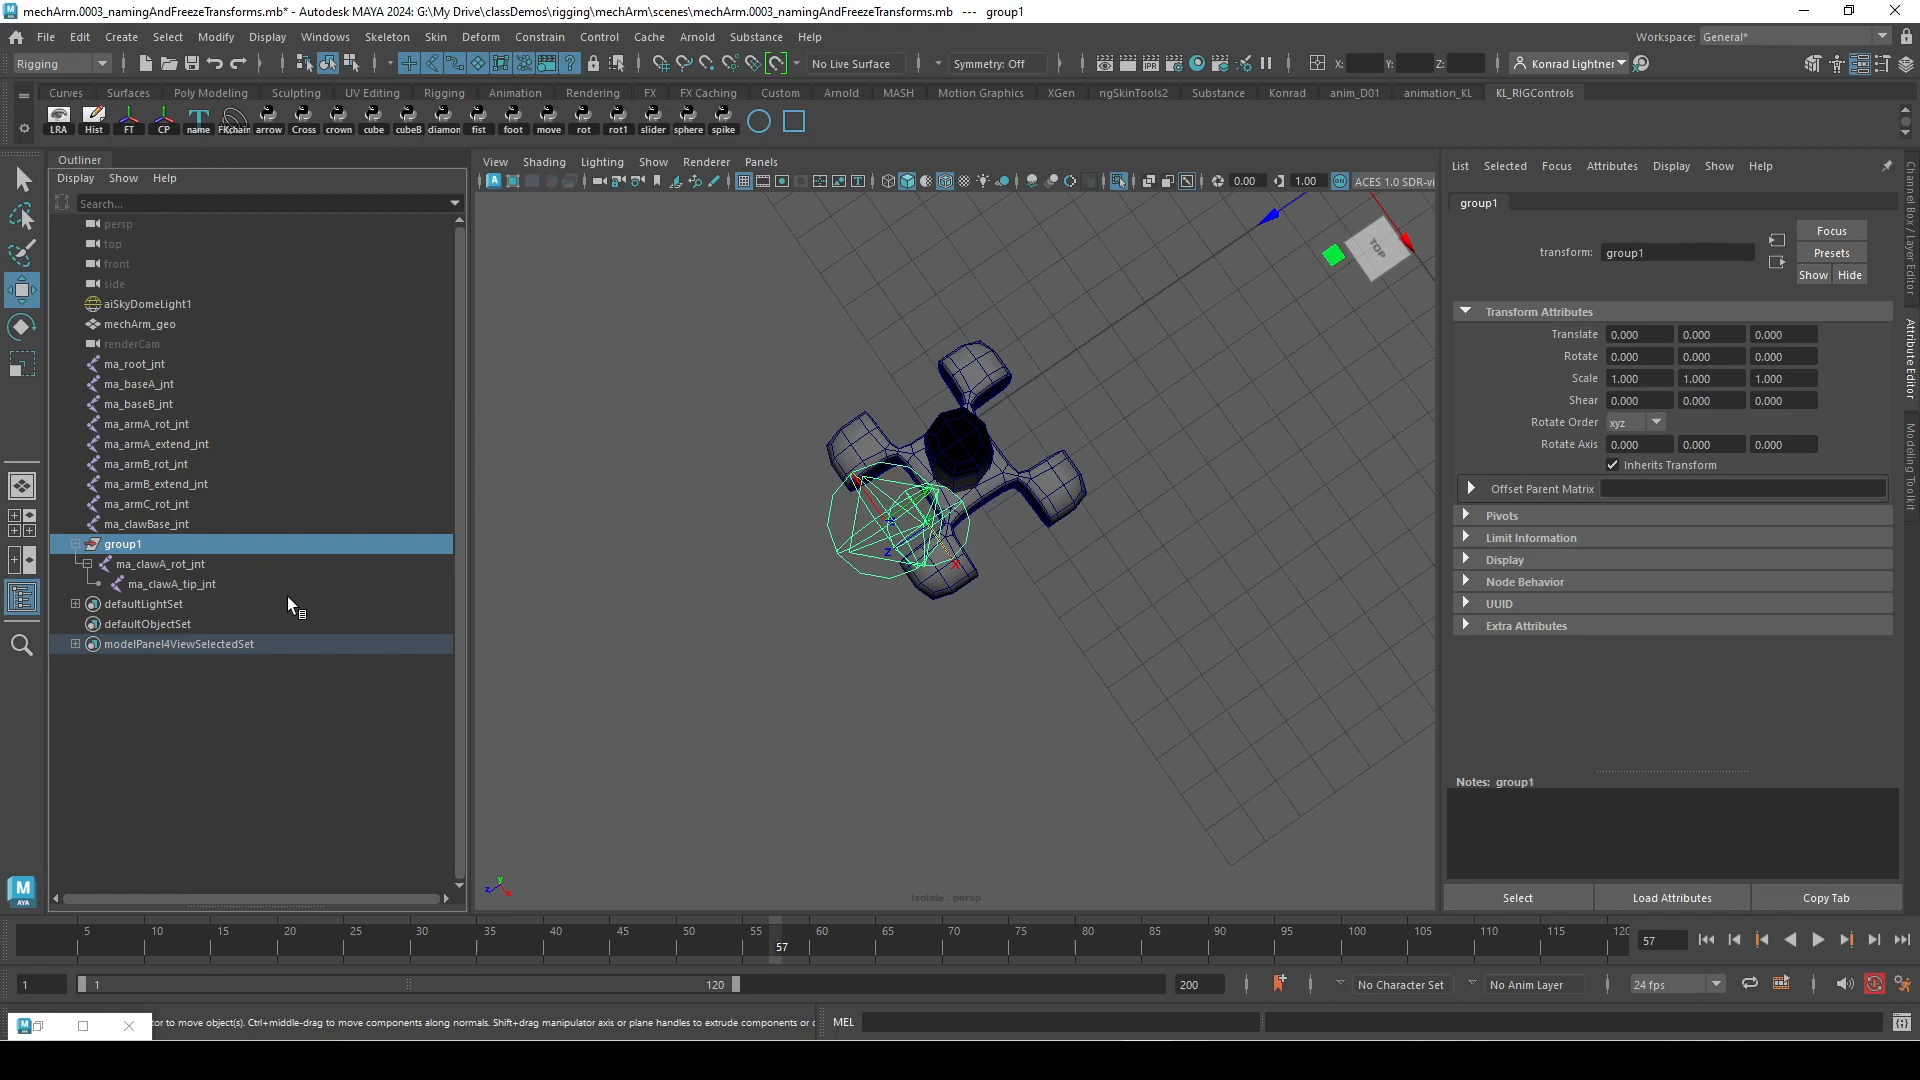 mechArm.0003_namingAndFreezeTransforms.mb* - Autodesk MAYA 2024: G:\My Drive\classDemos\rigging\mechArm\scenes\mechArm.0003_namingAndFreezeTransforms.mb --- group1
File Edit Create Select Modify Display Windows Skeleton Skin Deform Constrain Control Cache Arnold Substance Help Workspace: General*
Rigging No Live Surface Symmetry: Off X: Y: Z: Konrad Lightner
Curves Surfaces Poly Modeling Sculpting UV Editing Rigging Animation Rendering FX FX Caching Custom Arnold MASH Motion Graphics XGen ngSkinTools2 Substance Konrad anim_D01 animation_KL KL_RIGControls
LRA Hist FT CP name FKchain arrow Cross crown cube cubeB diamon fist foot move rot rot1 slider sphere spike
Outliner
Display Show Help
Search...
persp
top
front
side
aiSkyDomeLight1
mechArm_geo
renderCam
ma_root_jnt
ma_baseA_jnt
ma_baseB_jnt
ma_armA_rot_jnt
ma_armA_extend_jnt
ma_armB_rot_jnt
ma_armB_extend_jnt
ma_armC_rot_jnt
ma_clawBase_jnt
group1
ma_clawA_rot_jnt
ma_clawA_tip_jnt
defaultLightSet
defaultObjectSet
modelPanel4ViewSelectedSet
View Shading Lighting Show Renderer Panels
0.00 1.00 ACES 1.0 SDR-vi
TOP
Z
X
y
z
x
Isolate : persp
List Selected Focus Attributes Display Show Help
group1
transform: group1
Focus
Presets
Show Hide
Transform Attributes
Translate 0.000 0.000 0.000
Rotate 0.000 0.000 0.000
Scale 1.000 1.000 1.000
Shear 0.000 0.000 0.000
Rotate Order xyz
Rotate Axis 0.000 0.000 0.000
Inherits Transform
Offset Parent Matrix
Pivots
Limit Information
Display
Node Behavior
UUID
Extra Attributes
Notes: group1
Select Load Attributes Copy Tab
Channel Box / Layer Editor
Attribute Editor
Modeling Toolkit
M
AYA
5 10 15 20 25 30 35 40 45 50 55 60 65 70 75 80 85 90 95 100 105 110 115 120
57 57
1 1 120 200 No Character Set No Anim Layer 24 fps
tor to move object(s). Ctrl+middle-drag to move components along normals. Shift+drag manipulator axis or plane handles to extrude components or c MEL